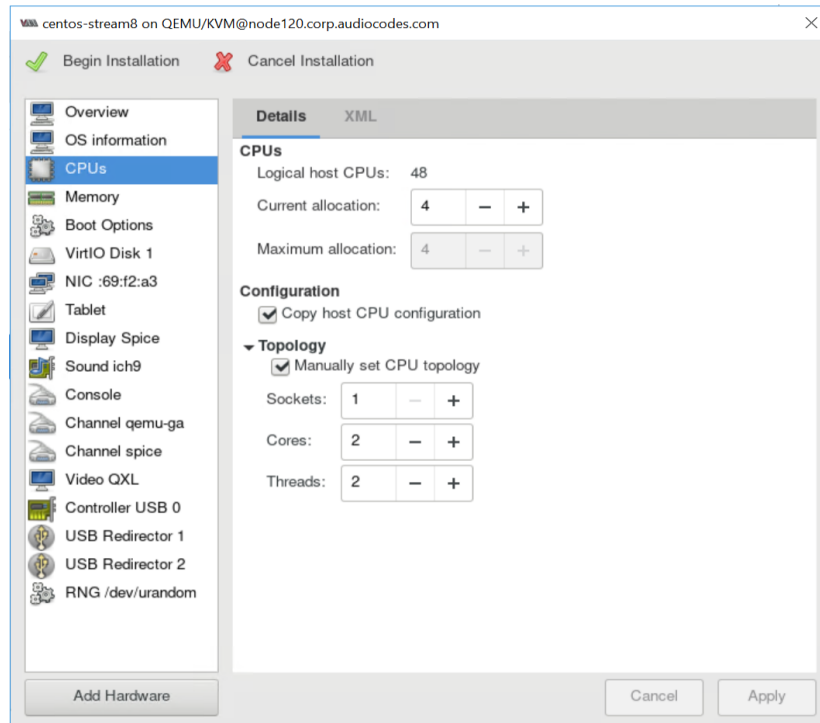 centos-stream8 on QEMU/KVM@node120.corp.audiocodes.com
Begin Installation Cancel Installation
Overview
OS information
CPUs
Memory
Boot Options
VirtIO Disk 1
NIC :69:f2:a3
Tablet
Display Spice
Sound ich9
Console
Channel qemu-ga
Channel spice
Video QXL
Controller USB 0
USB Redirector 1
USB Redirector 2
RNG /dev/urandom
Add Hardware
Details XML
CPUs
Logical host CPUs: 48
Current allocation: 4 − +
Maximum allocation: 4 − +
Configuration
Copy host CPU configuration
Topology
Manually set CPU topology
Sockets: 1 − +
Cores: 2 − +
Threads: 2 − +
Cancel Apply